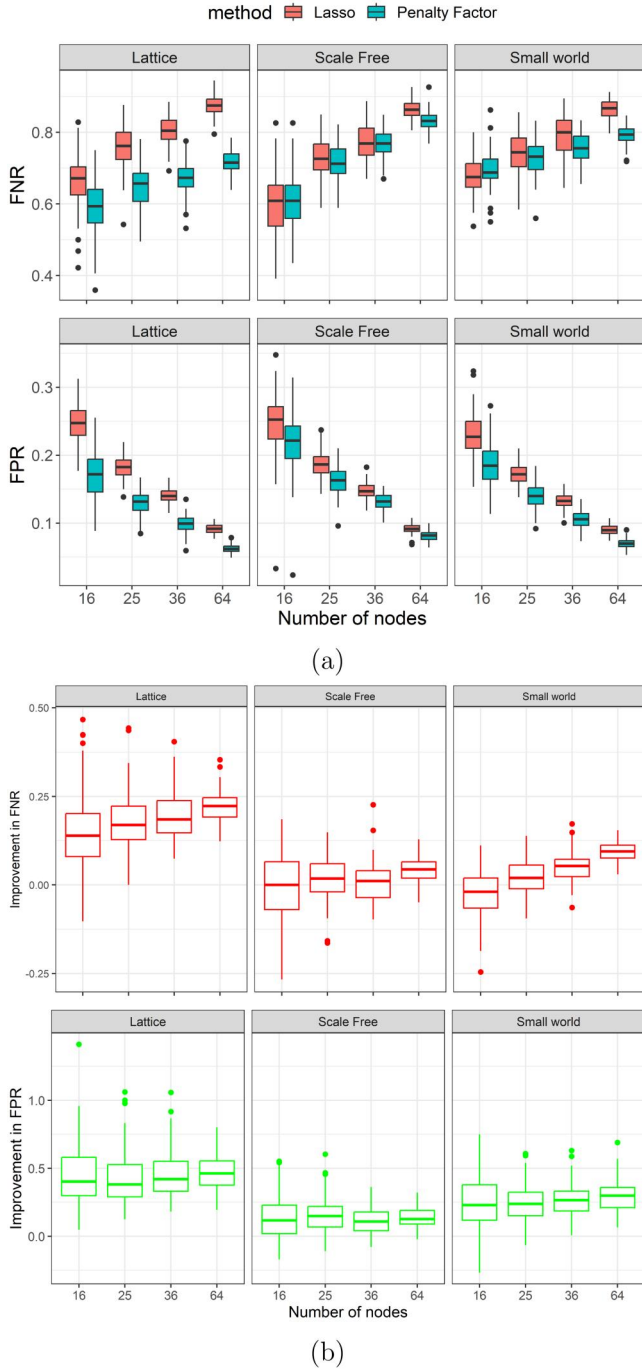 method Lasso Penalty Factor
Lattice Scale Free Small world
FNR
0.8
0.6
0.4
Lattice Scale Free Small world
FPR
0.3
0.2
0.1
16 25 36 64 16 25 36 64 16 25 36 64
Number of nodes
(a)
Lattice Scale Free Small world
Improvement in FNR
0.50
0.25
0.00
-0.25
Lattice Scale Free Small world
Improvement in FPR
1.0
0.5
0.0
16 25 36 64 16 25 36 64 16 25 36 64
Number of nodes
(b)